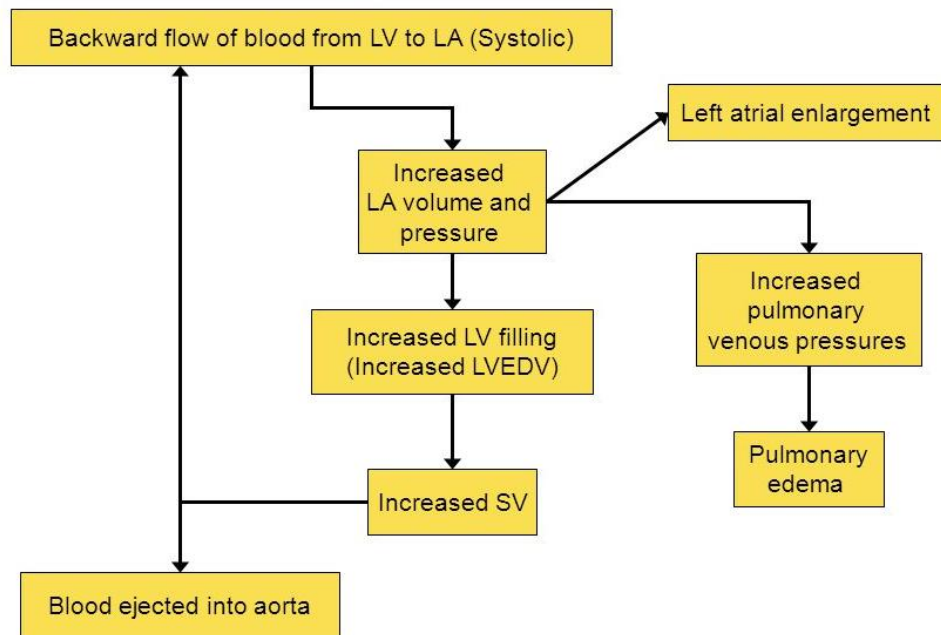 Backward flow of blood from LV to LA (Systolic)
Left atrial enlargement
Increased
LA volume and
pressure
Increased
pulmonary
venous pressures
Increased LV filling
(Increased LVEDV)
Pulmonary
edema
Increased SV
Blood ejected into aorta